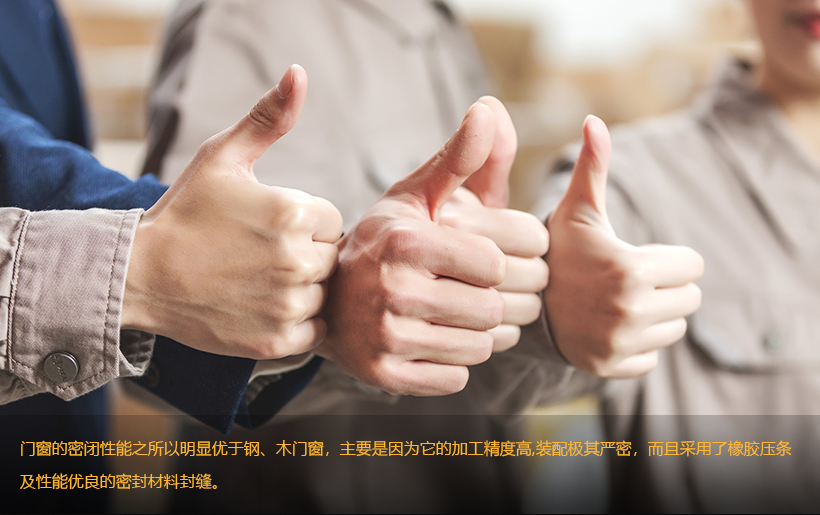 门窗的密闭性能之所以明显优于钢、木门窗，主要是因为它的加工精度高,装配极其严密，而且采用了橡胶压条
及性能优良的密封材料封缝。